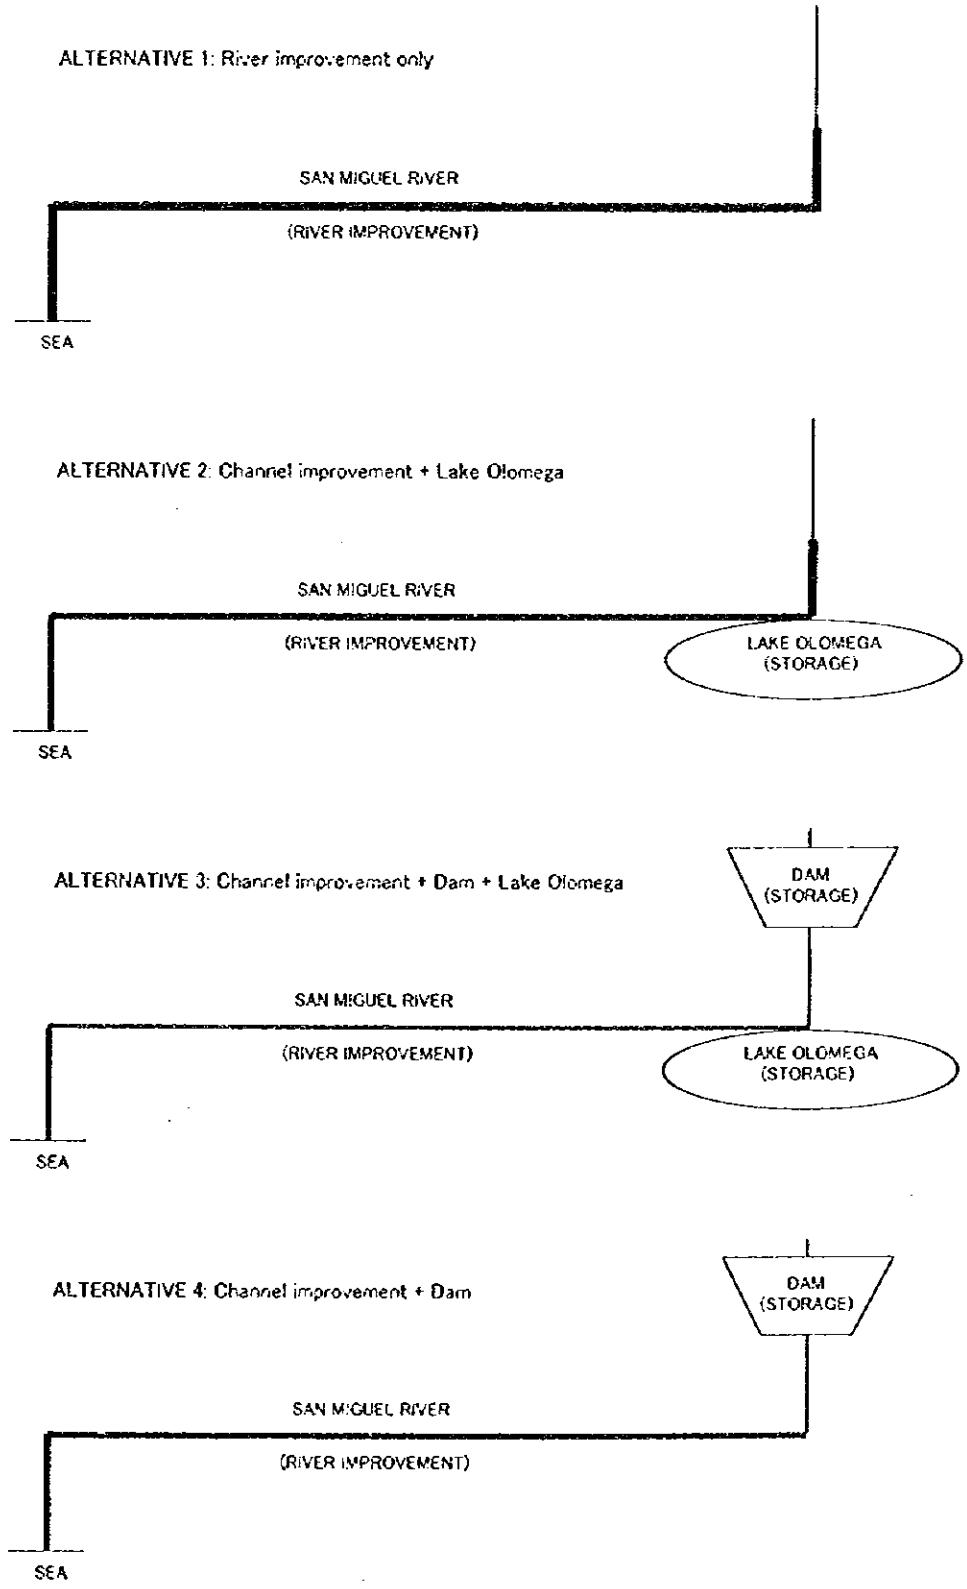 ALTERNATIVE 1: River improvement only
SAN MIGUEL RIVER
(RIVER IMPROVEMENT)
SEA
ALTERNATIVE 2: Channel improvement + Lake Olomega
SAN MIGUEL RIVER
(RIVER IMPROVEMENT)
LAKE OLOMEGA
(STORAGE)
SEA
DAM
(STORAGE)
ALTERNATIVE 3: Channel improvement + Dam + Lake Olomega
SAN MIGUEL RIVER
(RIVER IMPROVEMENT)
LAKE OLOMEGA
(STORAGE)
SEA
DAM
(STORAGE)
ALTERNATIVE 4: Channel improvement + Dam
SAN MIGUEL RIVER
(RIVER IMPROVEMENT)
SEA